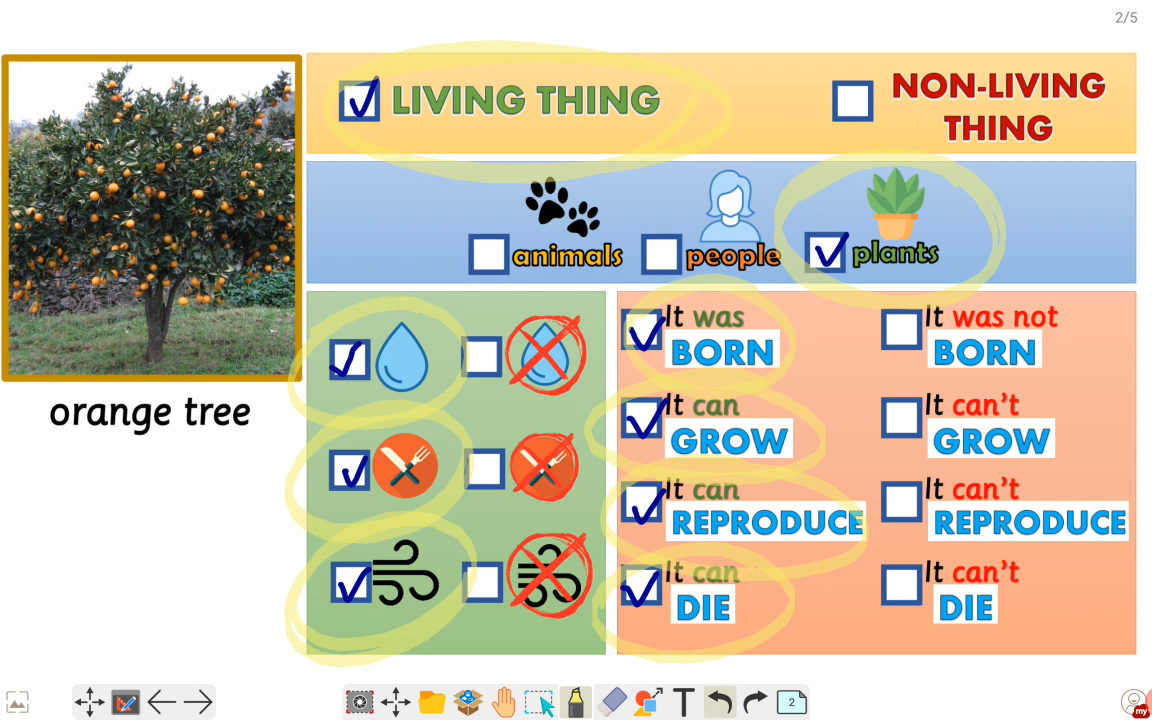 2/5
LIVING THING
NON-LIVING
THING
animals
people
plants
orange tree
It was
BORN
It was not
BORN
It can
GROW
It can't
GROW
It can
REPRODUCE
It can't
REPRODUCE
It can
DIE
It can't
DIE
T
2
my